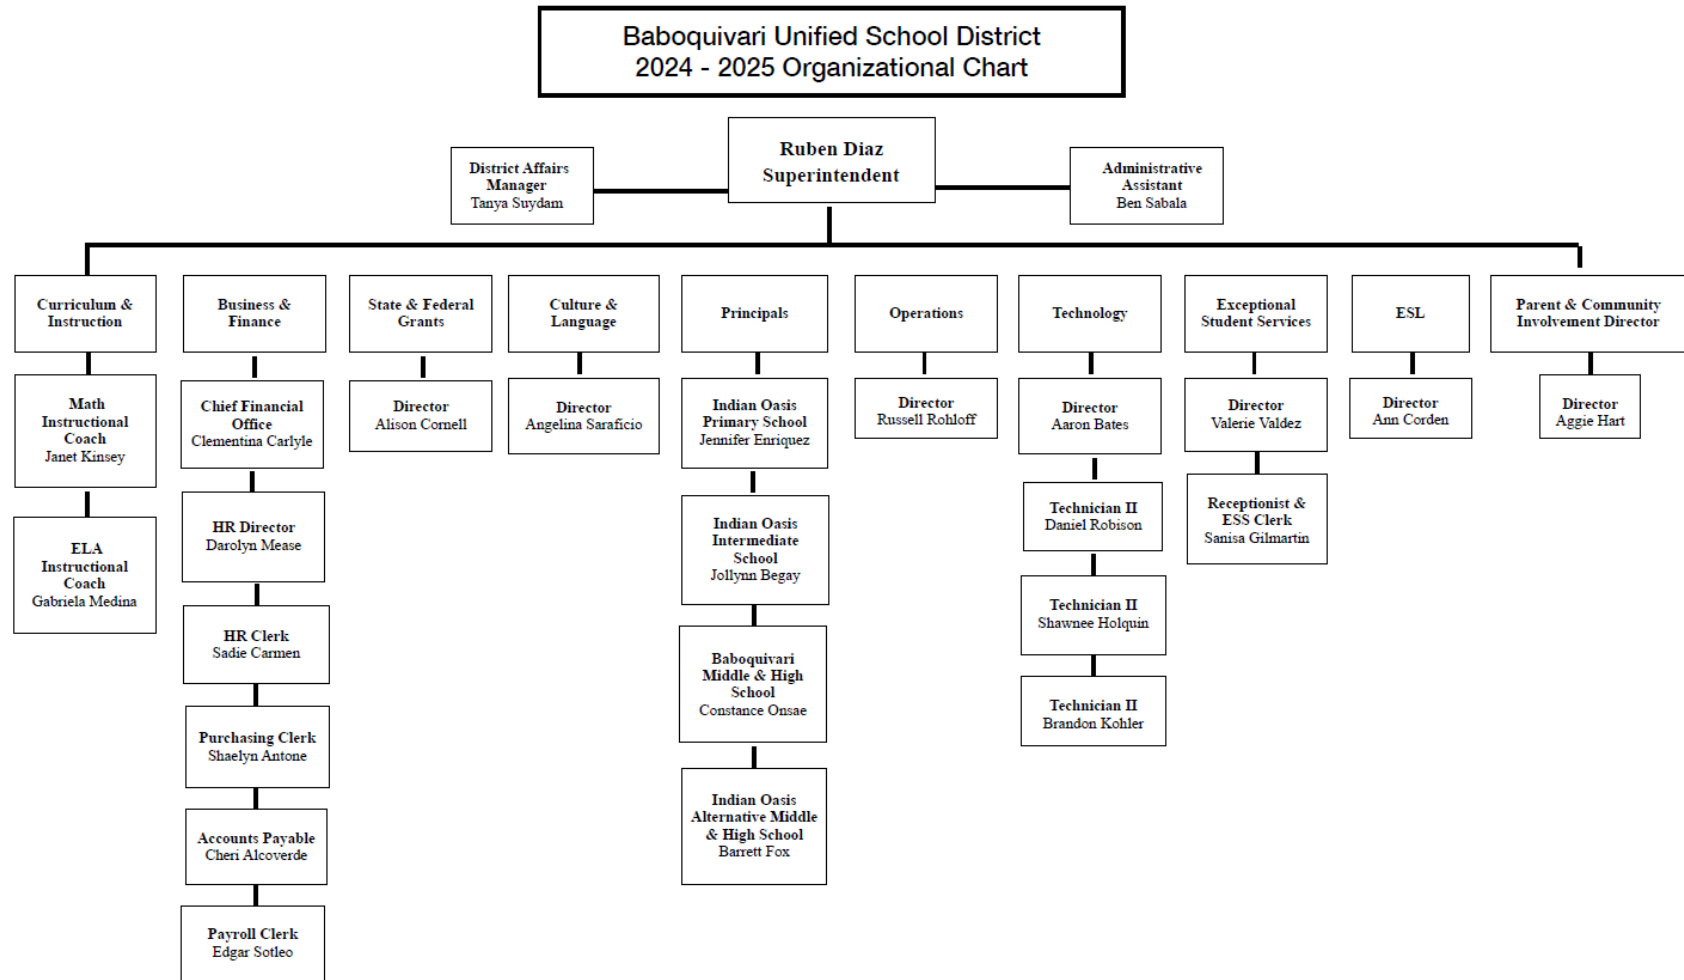 Baboquivari Unified School District
2024 - 2025 Organizational Chart
Ruben Diaz
Superintendent
District Affairs
Manager
Tanya Suydam
Administrative
Assistant
Ben Sabala
Curriculum &
Instruction
Math
Instructional
Coach
Janet Kinsey
ELA
Instructional
Coach
Gabriela Medina
Business &
Finance
Chief Financial
Office
Clementina Carlyle
HR Director
Darolyn Mease
HR Clerk
Sadie Carmen
Purchasing Clerk
Shaelyn Antone
Accounts Payable
Cheri Alcoverde
Payroll Clerk
Edgar Sotleo
State & Federal
Grants
Director
Alison Cornell
Culture &
Language
Director
Angelina Saraficio
Principals
Indian Oasis
Primary School
Jennifer Enriquez
Indian Oasis
Intermediate
School
Jollynn Begay
Baboquivari
Middle & High
School
Constance Onsae
Indian Oasis
Alternative Middle
& High School
Barrett Fox
Operations
Director
Russell Rohloff
Technology
Director
Aaron Bates
Technician II
Daniel Robison
Technician II
Shawnee Holquin
Technician II
Brandon Kohler
Exceptional
Student Services
Director
Valerie Valdez
Receptionist &
ESS Clerk
Sanisa Gilmartin
ESL
Director
Ann Corden
Parent & Community
Involvement Director
Director
Aggie Hart